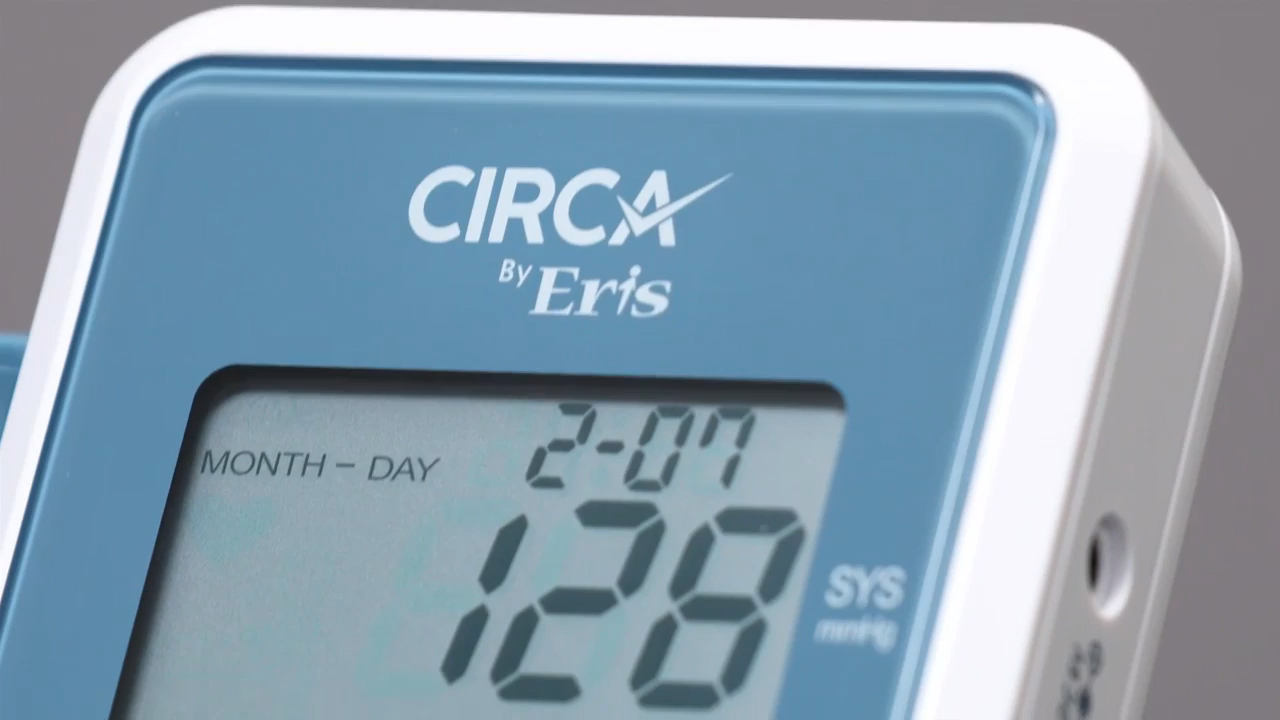 CIRCA
By Eris
MONTH - DAY 2-07
128 SYS
mmHg